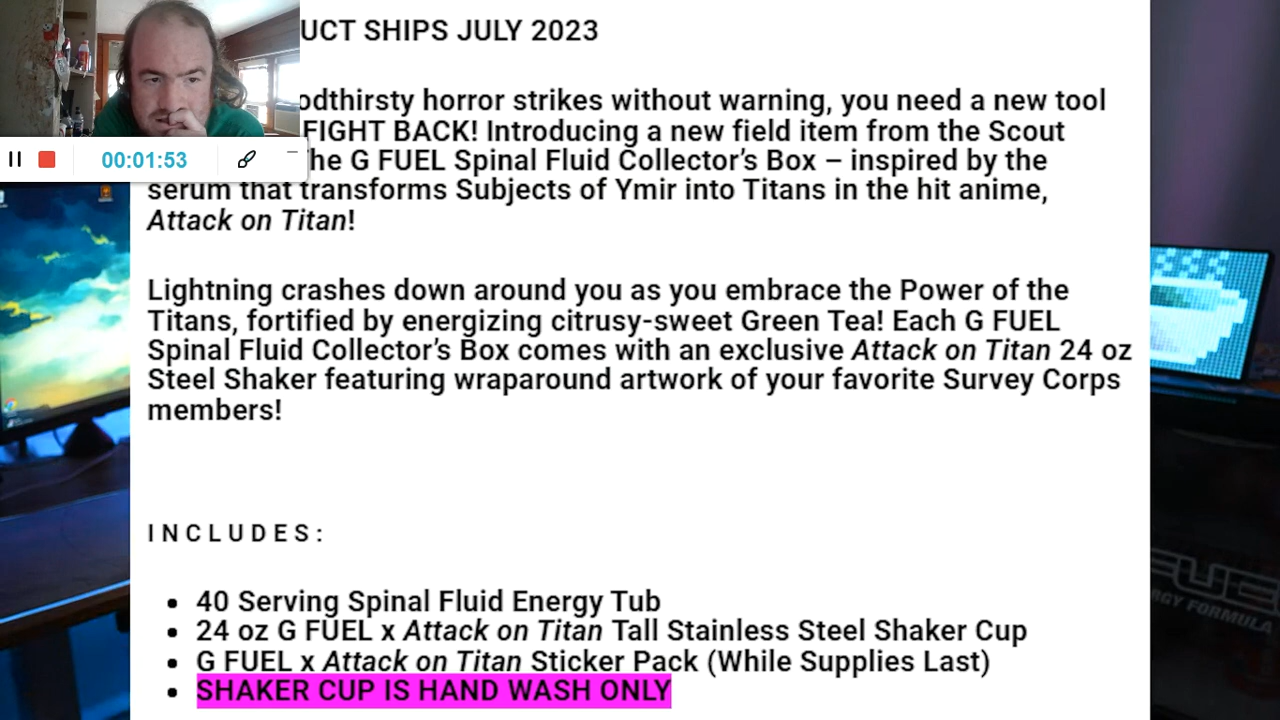 UCT SHIPS JULY 2023
odthirsty horror strikes without warning, you need a new tool
FIGHT BACK! Introducing a new field item from the Scout
00:01:53
he G FUEL Spinal Fluid Collector’s Box – inspired by the
serum that transforms Subjects of Ymir into Titans in the hit anime,
Attack on Titan!
Lightning crashes down around you as you embrace the Power of the
Titans, fortified by energizing citrusy-sweet Green Tea! Each G FUEL
Spinal Fluid Collector’s Box comes with an exclusive Attack on Titan 24 oz
Steel Shaker featuring wraparound artwork of your favorite Survey Corps
members!
INCLUDES:
• 40 Serving Spinal Fluid Energy Tub
• 24 oz G FUEL x Attack on Titan Tall Stainless Steel Shaker Cup
• G FUEL x Attack on Titan Sticker Pack (While Supplies Last)
• SHAKER CUP IS HAND WASH ONLY
FUE
RGY FORMULA